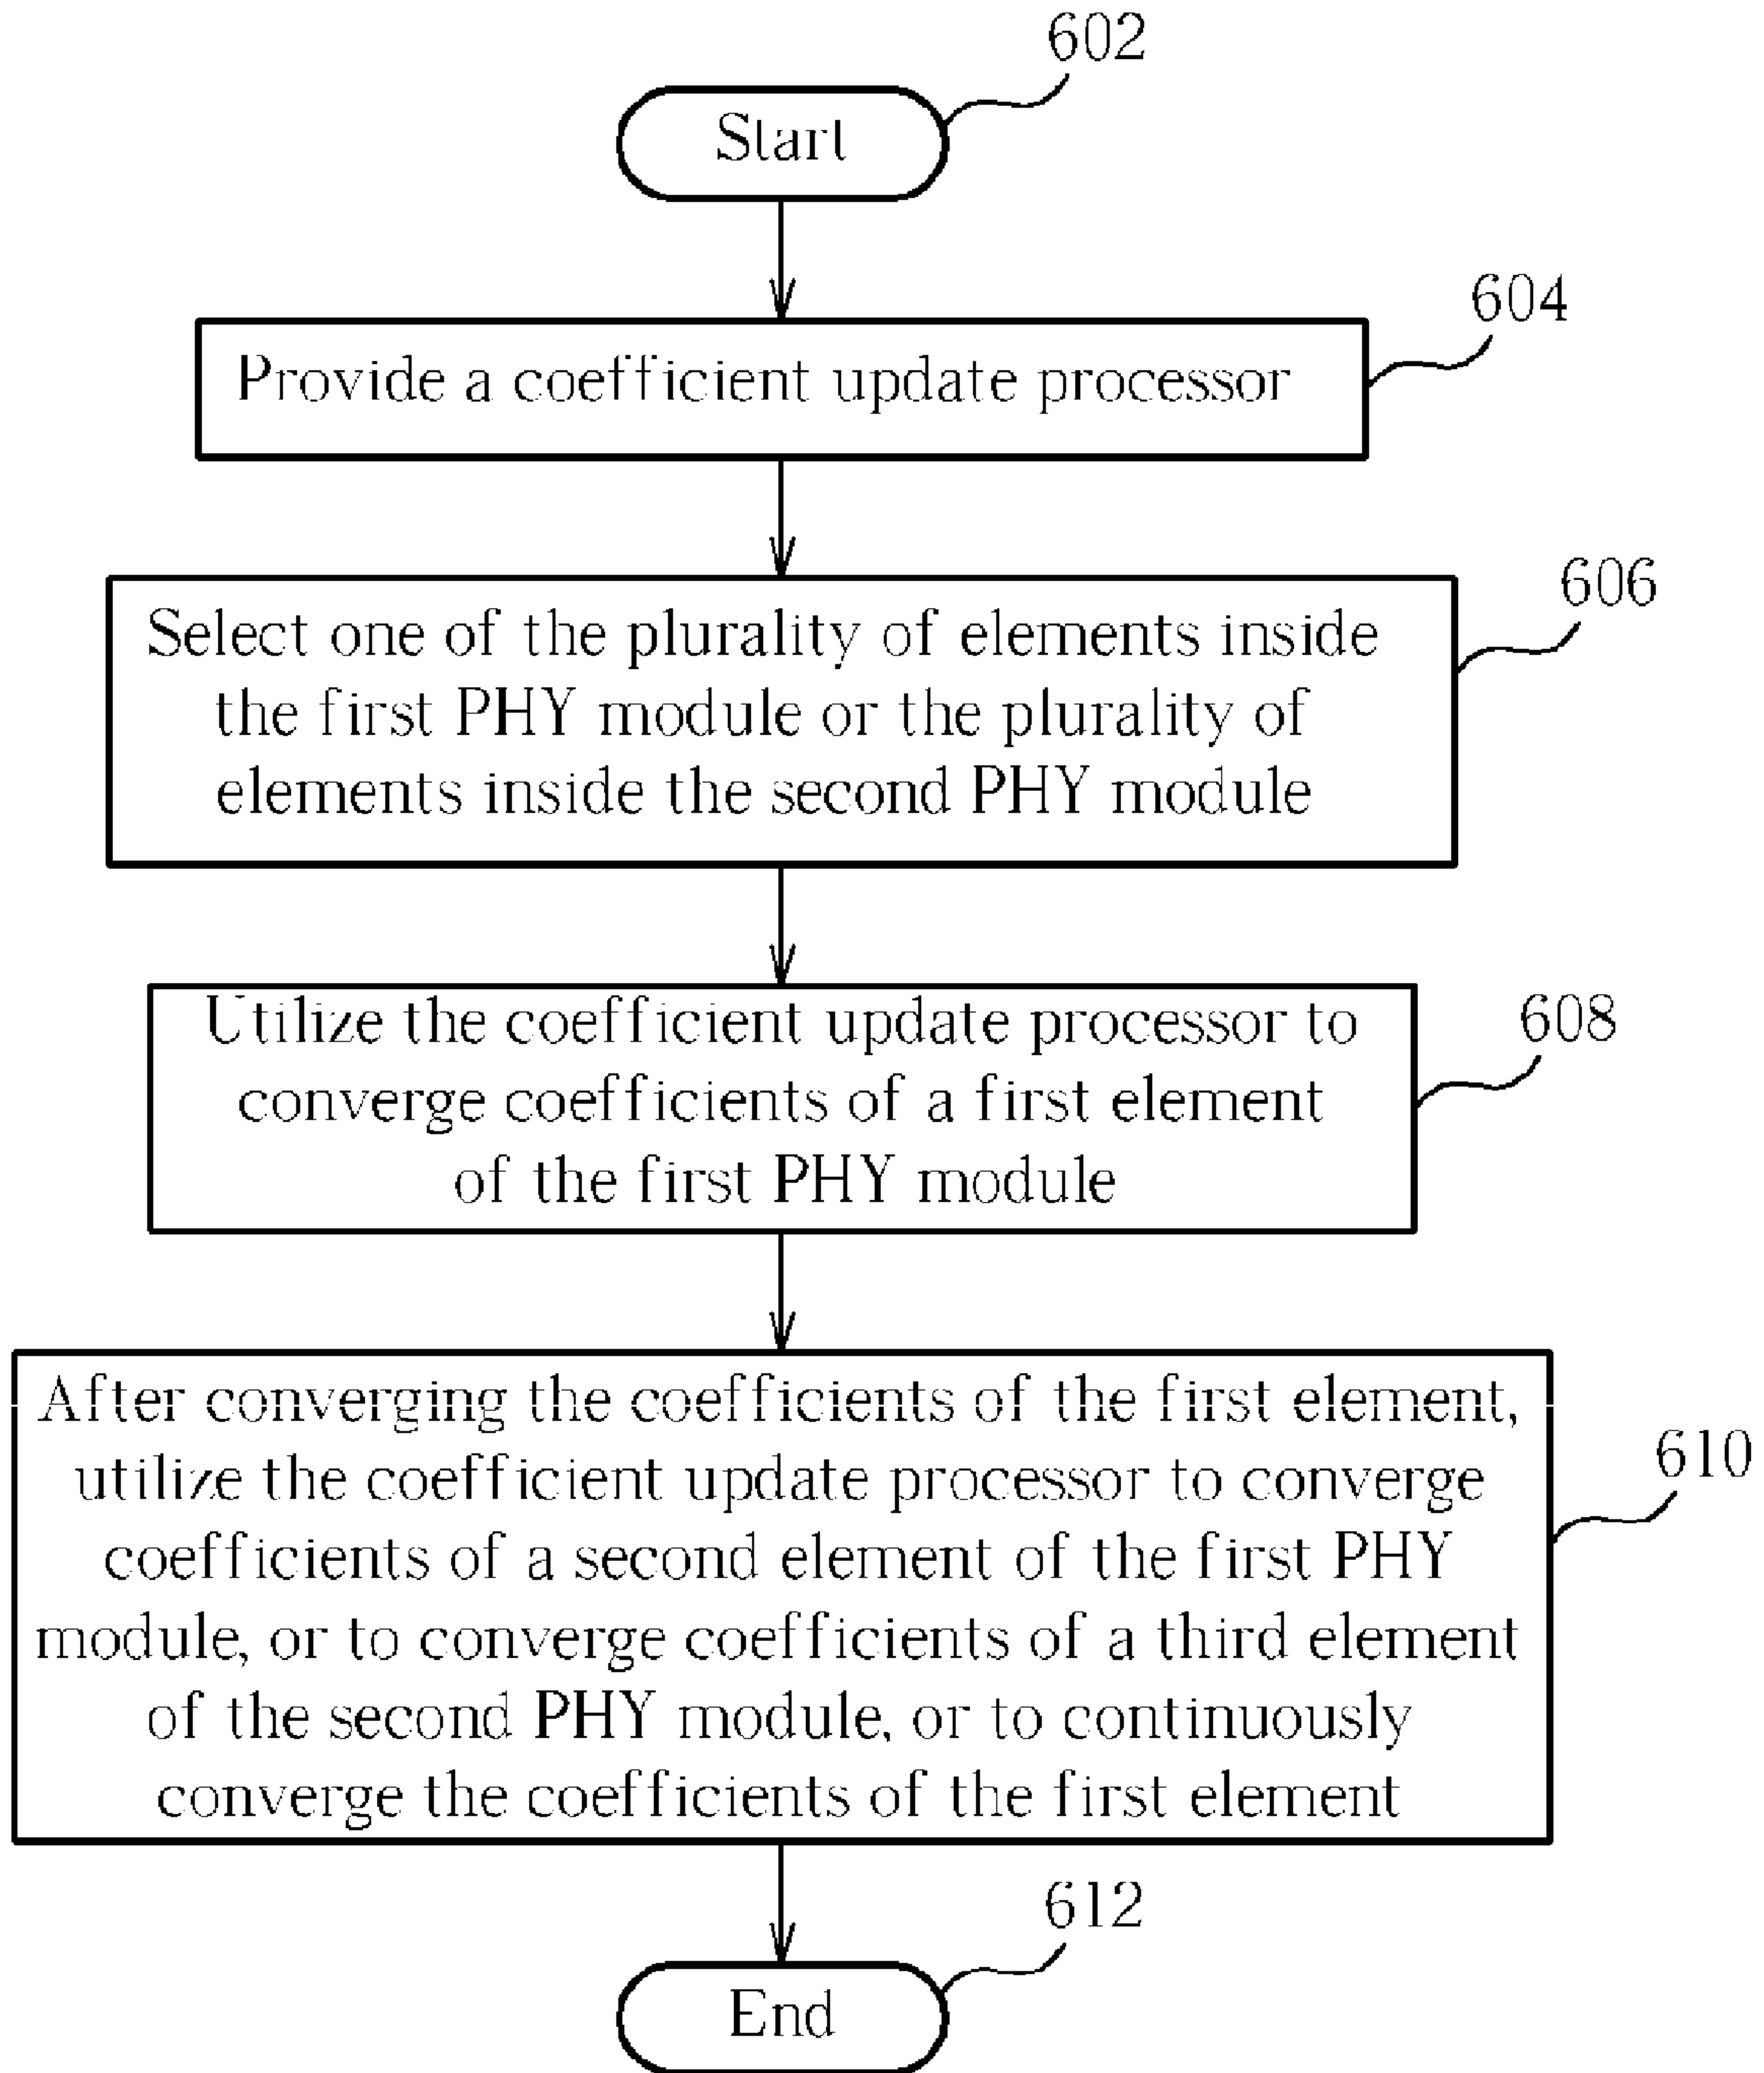 602
Start
604
Provide a coefficient update processor
606
Select one of the plurality of elements inside
the first PHY module or the plurality of
elements inside the second PHY module
608
Utilize the coefficient update processor to
converge coefficients of a first element
of the first PHY module
610
After converging the coefficients of the first element,
utilize the coefficient update processor to converge
coefficients of a second element of the first PHY
module, or to converge coefficients of a third element
of the second PHY module, or to continuously
converge the coefficients of the first element
612
End